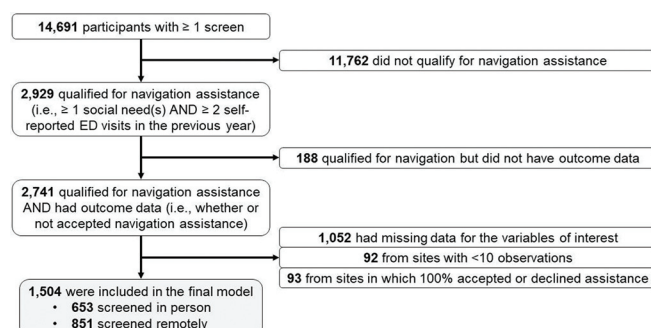 14,691 participants with ≥ 1 screen
11,762 did not qualify for navigation assistance
2,929 qualified for navigation assistance
(i.e., ≥ 1 social need(s) AND ≥ 2 self-
reported ED visits in the previous year)
188 qualified for navigation but did not have outcome data
2,741 qualified for navigation assistance
AND had outcome data (i.e., whether or
not accepted navigation assistance)
1,052 had missing data for the variables of interest
92 from sites with <10 observations
93 from sites in which 100% accepted or declined assistance
1,504 were included in the final model
• 653 screened in person
• 851 screened remotely